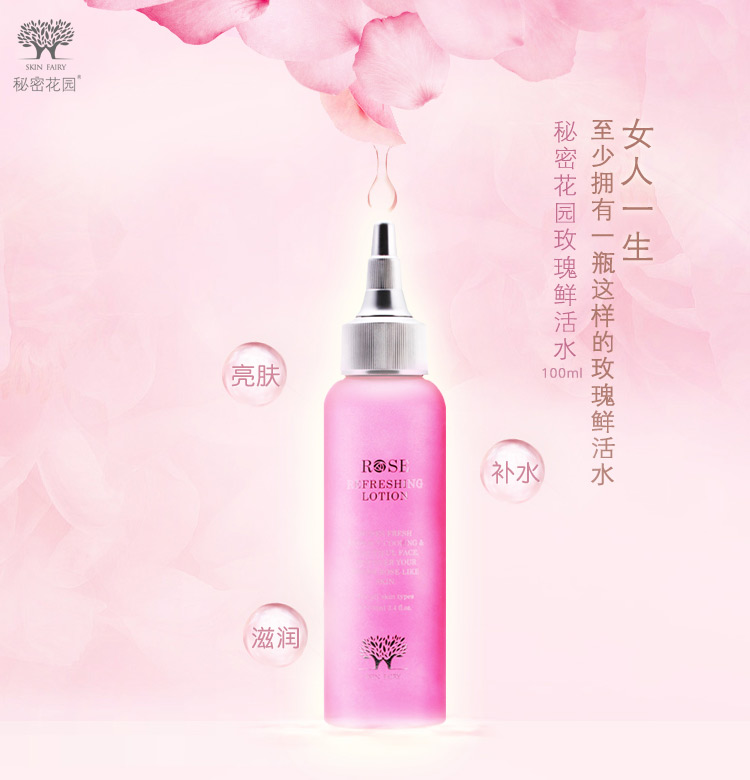 SKIN FAIRY
秘密花园
女人一生
至少拥有一瓶这样的玫瑰鲜活水
秘密花园玫瑰鲜活水
100ml
亮肤
补水
滋润
ROSE
REFRESHING
LOTION
SKIN FAIRY